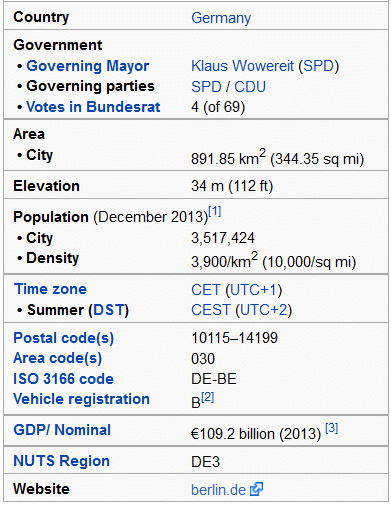 Country Germany
Government
• Governing Mayor Klaus Wowereit (SPD)
• Governing parties SPD / CDU
• Votes in Bundesrat 4 (of 69)
Area
• City 891.85 km2 (344.35 sq mi)
Elevation 34 m (112 ft)
Population (December 2013)[1]
• City 3,517,424
• Density 3,900/km2 (10,000/sq mi)
Time zone CET (UTC+1)
• Summer (DST) CEST (UTC+2)
Postal code(s) 10115–14199
Area code(s) 030
ISO 3166 code DE-BE
Vehicle registration B[2]
GDP/ Nominal €109.2 billion (2013) [3]
NUTS Region DE3
Website berlin.de